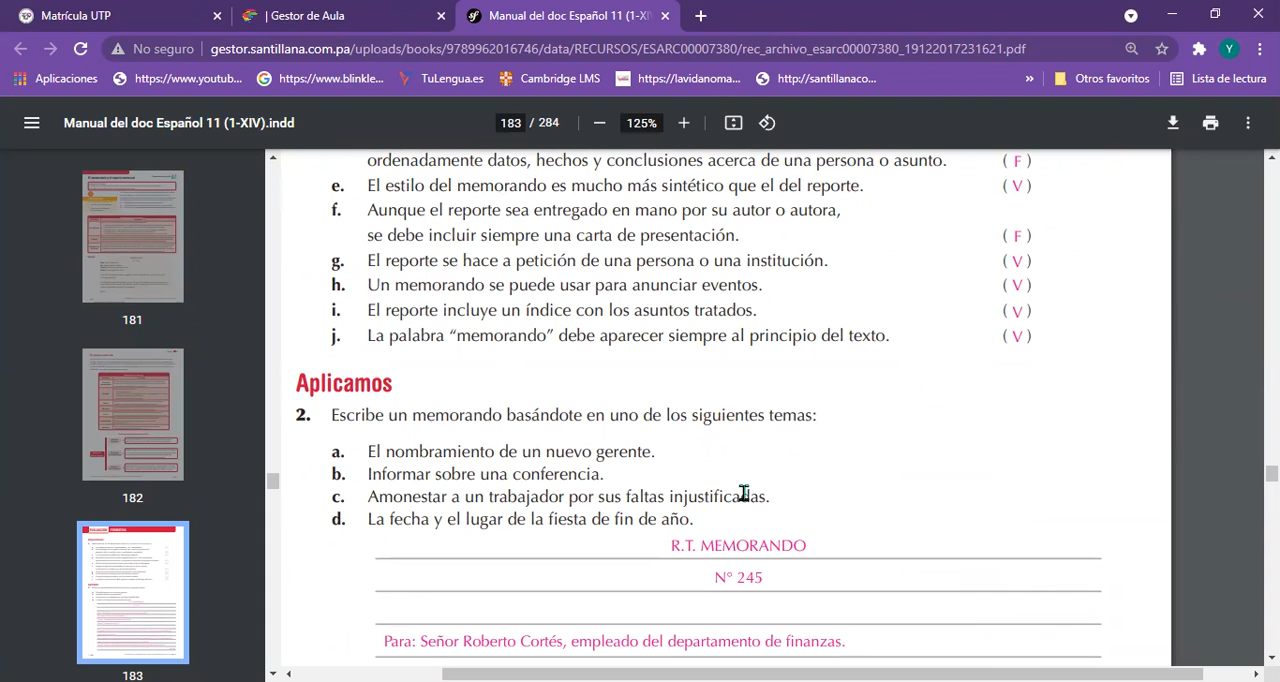 Matrícula UTP
| Gestor de Aula
Manual del doc Español 11 (1-XI
No seguro
gestor.santillana.com.pa/uploads/books/9789962016746/data/RECURSOS/ESARC00007380/rec_archivo_esarc00007380_19122017231621.pdf
Y
Aplicaciones
https://www.youtub...
https://www.blinkle...
TuLengua.es
Cambridge LMS
https://lavidanoma...
http://santillanaco...
»
Otros favoritos
Lista de lectura
Manual del doc Español 11 (1-XIV).indd
183 / 284
125%
181
182
183
ordenadamente datos, hechos y conclusiones acerca de una persona o asunto. ( F )
e. El estilo del memorando es mucho más sintético que el del reporte. ( V )
f. Aunque el reporte sea entregado en mano por su autor o autora,
se debe incluir siempre una carta de presentación. ( F )
g. El reporte se hace a petición de una persona o una institución. ( V )
h. Un memorando se puede usar para anunciar eventos. ( V )
i. El reporte incluye un índice con los asuntos tratados. ( V )
j. La palabra “memorando” debe aparecer siempre al principio del texto. ( V )
Aplicamos
2. Escribe un memorando basándote en uno de los siguientes temas:
a. El nombramiento de un nuevo gerente.
b. Informar sobre una conferencia.
c. Amonestar a un trabajador por sus faltas injustificadas.
d. La fecha y el lugar de la fiesta de fin de año.
R.T. MEMORANDO
N° 245
Para: Señor Roberto Cortés, empleado del departamento de finanzas.